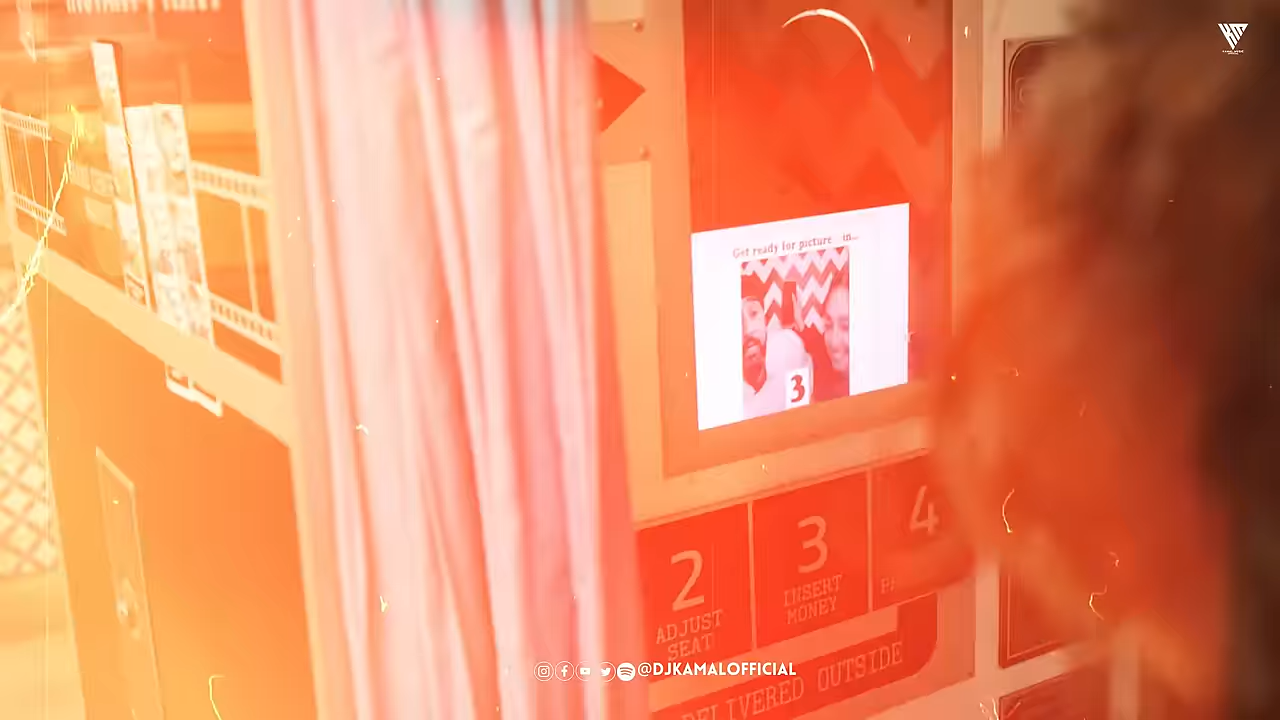 Get ready for picture in...
3
2
ADJUST
SEAT
3
INSERT
MONEY
4
DELIVERED OUTSIDE
@DJKAMALOFFICIAL